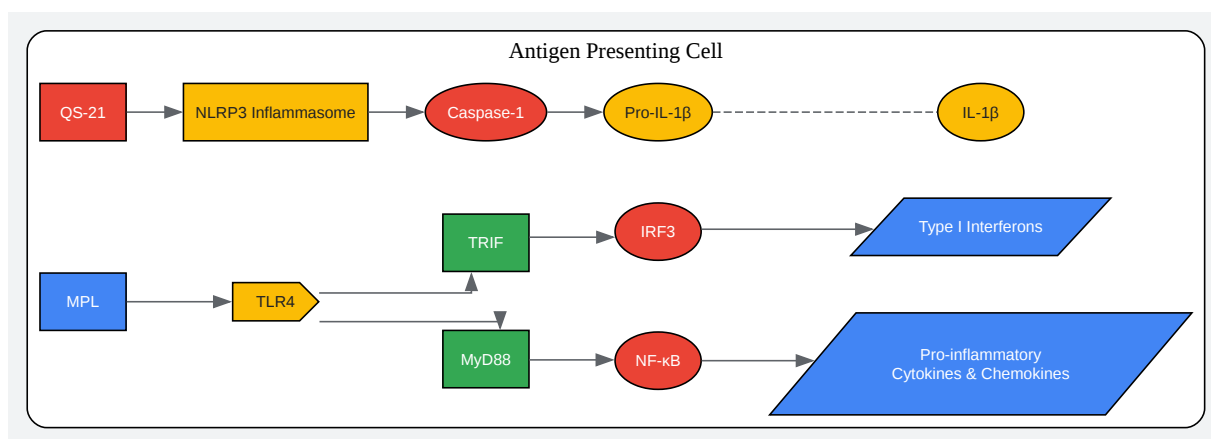 Antigen Presenting Cell
QS-21
NLRP3 Inflammasome
Caspase-1
Pro-IL-1β
IL-1β
TRIF
IRF3
Type I Interferons
MPL
TLR4
MyD88
NF-κB
Pro-inflammatory
Cytokines & Chemokines